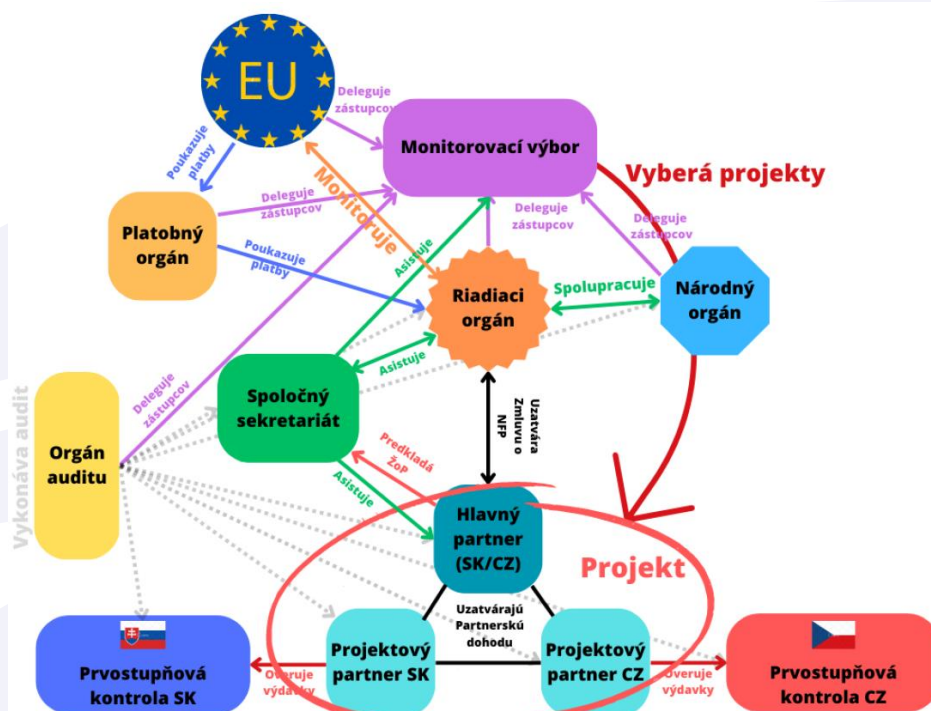 EU
Deleguje
zástupcov
Monitorovací výbor
Vyberá projekty
Poukazuje
platby
Monitoruje
Deleguje
zástupcov
Deleguje
zástupcov
Deleguje
zástupcov
Platobný
orgán
Poukazuje
platby
Asistuje
Riadiaci
orgán
Spolupracuje
Národný
orgán
Asistuje
Deleguje
zástupcov
Spoločný
sekretariát
Uzatvára
Zmluvu o
NFP
Vykonáva audit
Orgán
auditu
Predkladá
ŽoP
Asistuje
Hlavný
partner
(SK/CZ)
Projekt
Uzatvárajú
Partnerskú
dohodu
Projektový
partner SK
Projektový
partner CZ
Prvostupňová
kontrola SK
Overuje
výdavky
Overuje
výdavky
Prvostupňová
kontrola CZ